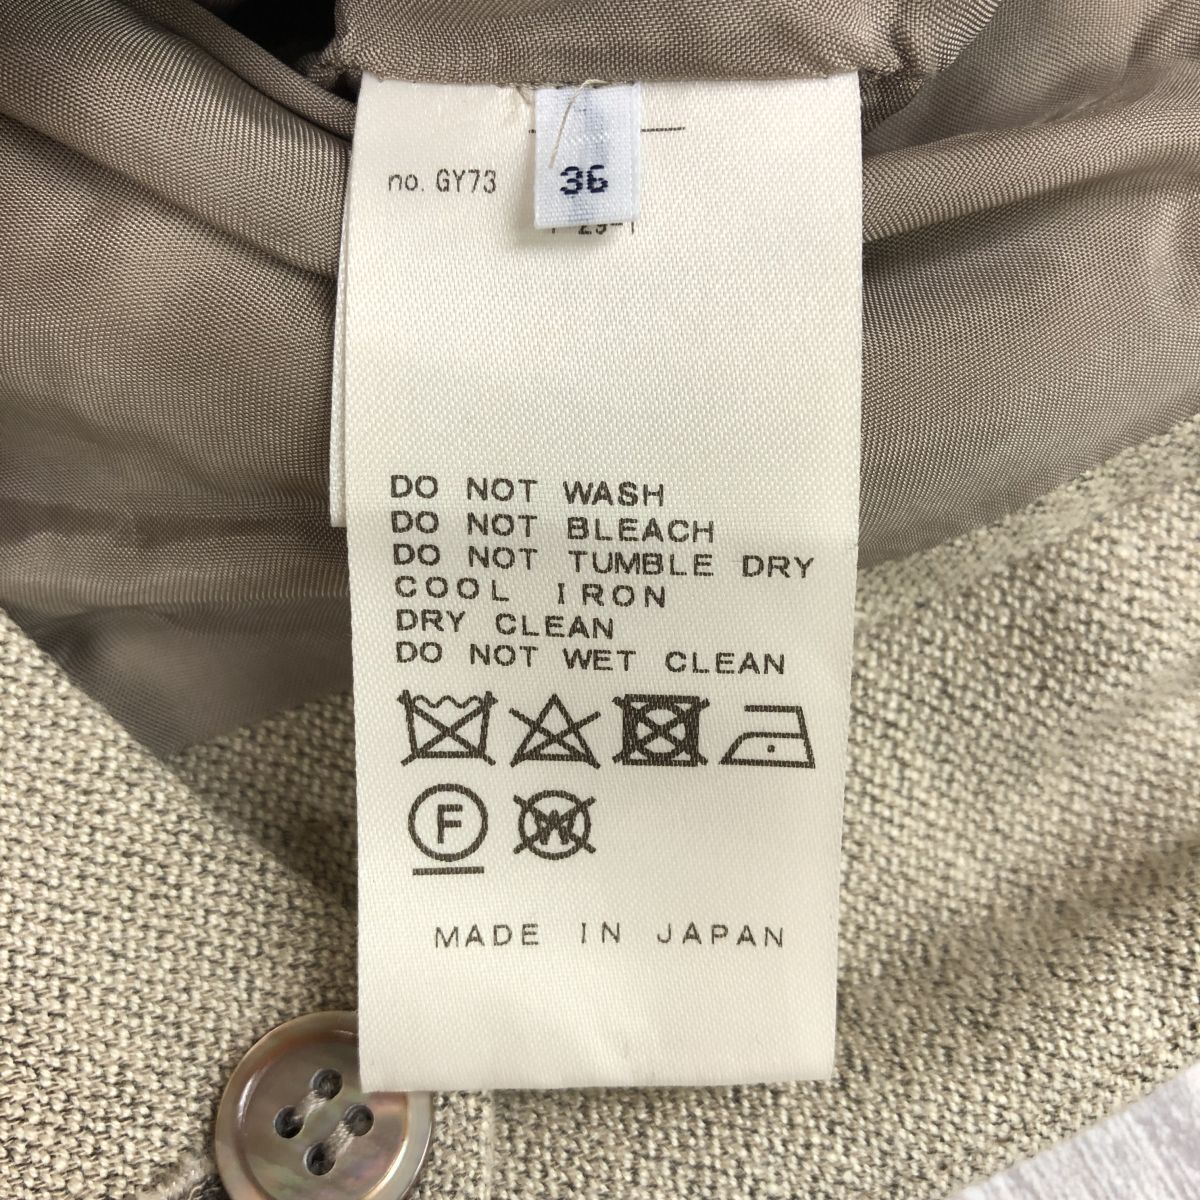 no. GY73
36
DO NOT WASH
DO NOT BLEACH
DO NOT TUMBLE DRY
COOL IRON
DRY CLEAN
DO NOT WET CLEAN
F
W
MADE IN JAPAN